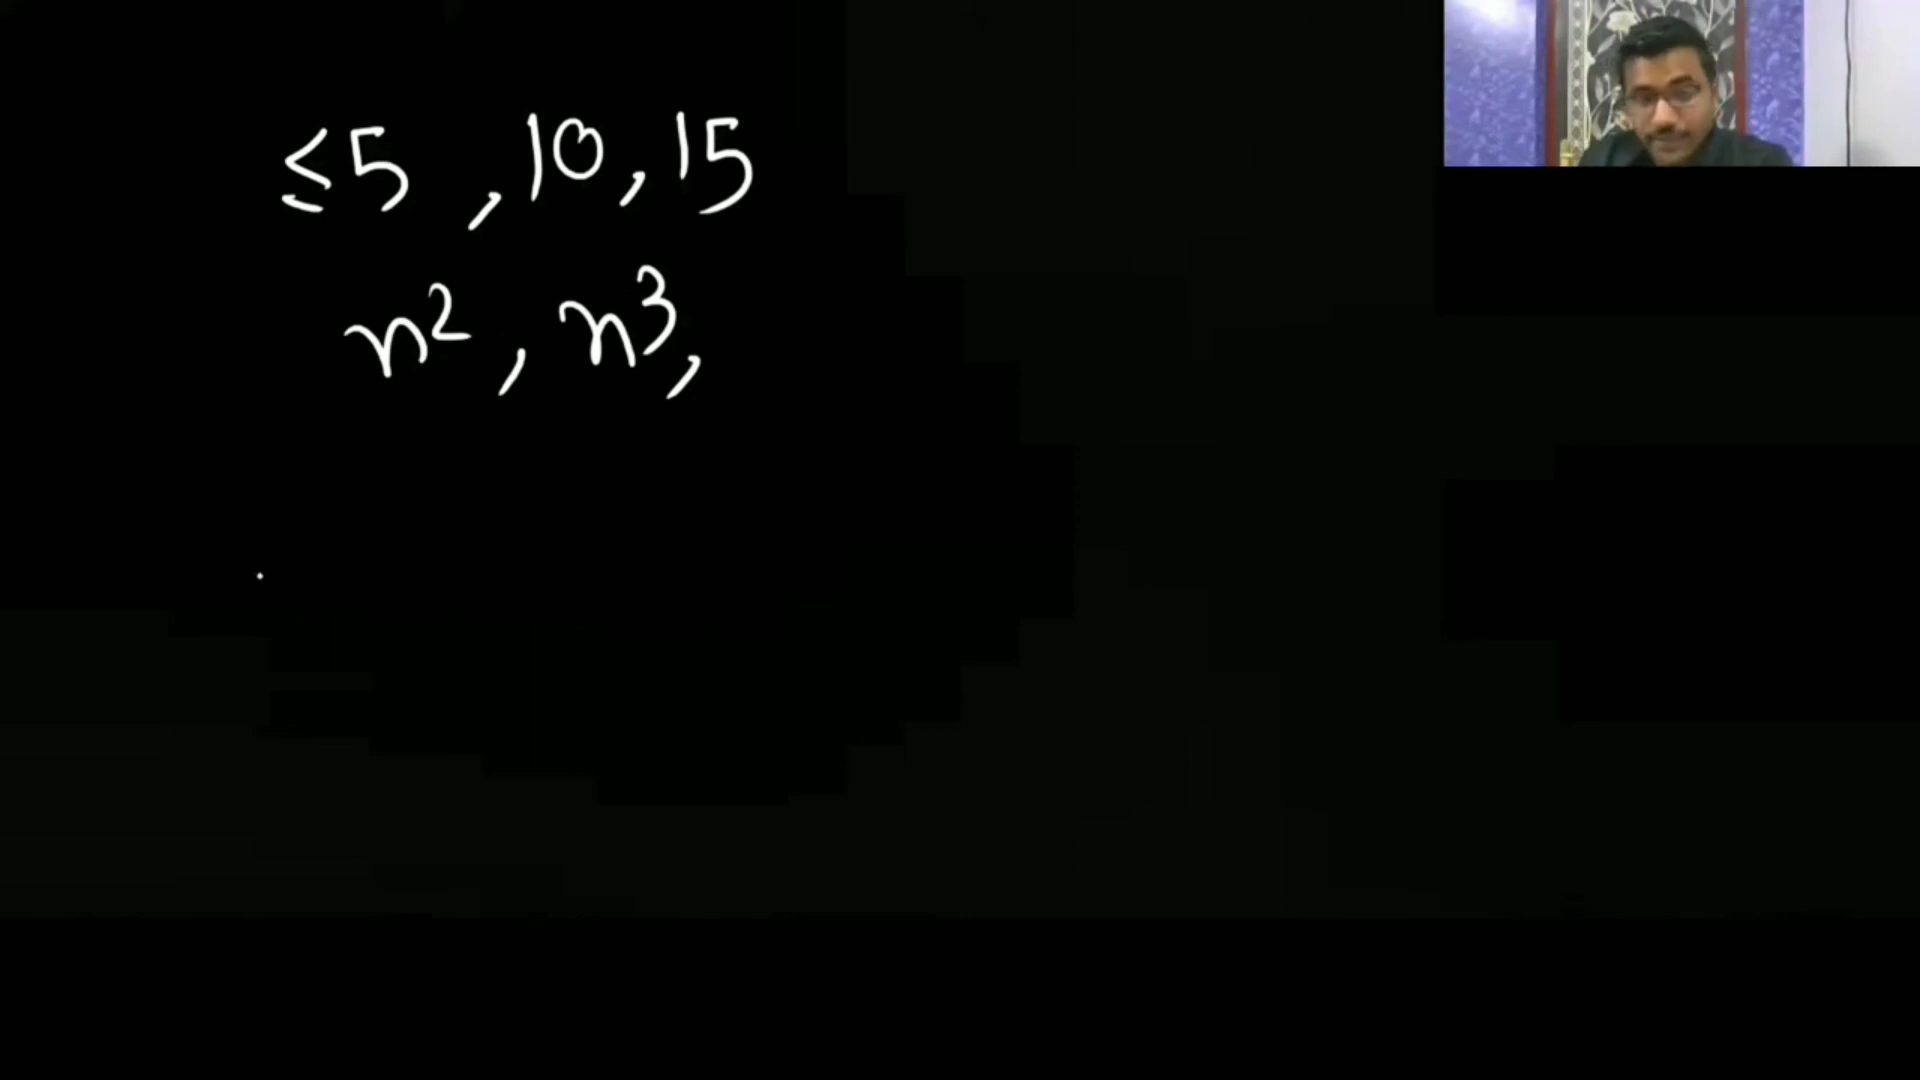 ≤5, 10, 15
n², n³,